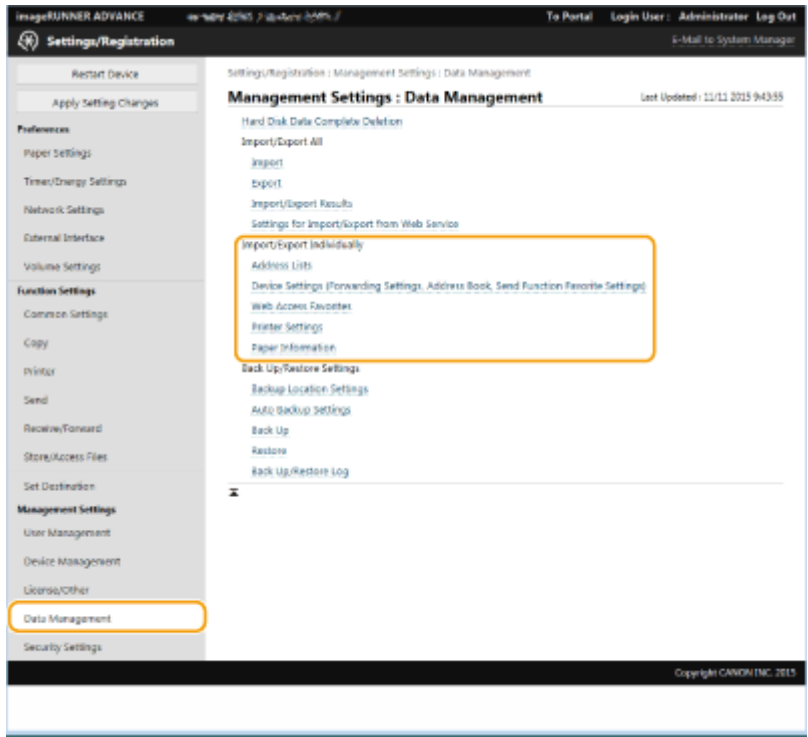 imageRUNNER ADVANCE
To Portal Login User : Administrator Log Out
Settings/Registration
E-Mail to System Manager
Restart Device
Apply Setting Changes
Preferences
Paper Settings
Timer/Energy Settings
Network Settings
External Interface
Volume Settings
Function Settings
Common Settings
Copy
Printer
Send
Receive/Forward
Store/Access Files
Set Destination
Management Settings
User Management
Device Management
License/Other
Data Management
Security Settings
Settings/Registration : Management Settings : Data Management
Management Settings : Data Management
Last Updated : 11/11 2015 9:43:55
Hard Disk Data Complete Deletion
Import/Export All
Import
Export
Import/Export Results
Settings for Import/Export from Web Service
Import/Export Individually
Address Lists
Device Settings (Forwarding Settings, Address Book, Send Function Favorite Settings)
Web Access Favorites
Printer Settings
Paper Information
Back Up/Restore Settings
Backup Location Settings
Auto Backup Settings
Back Up
Restore
Back Up/Restore Log
Copyright CANON INC. 2015